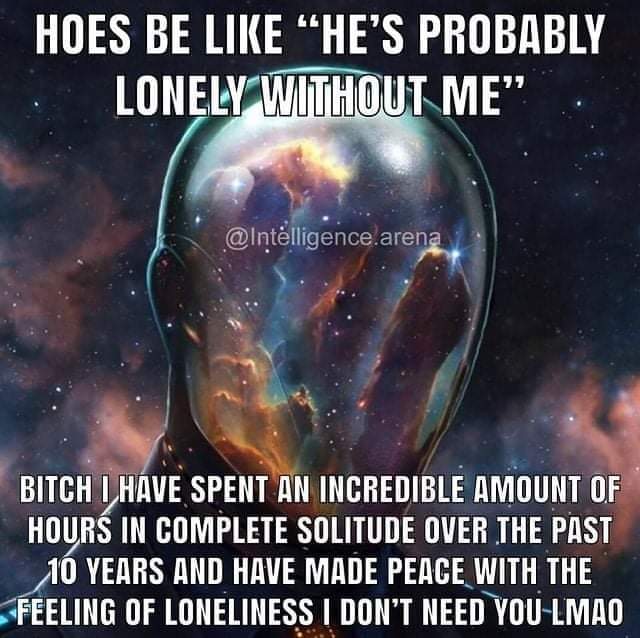 HOES BE LIKE “HE’S PROBABLY
LONELY WITHOUT ME”
@Intelligence.arena
BITCH I HAVE SPENT AN INCREDIBLE AMOUNT OF
HOURS IN COMPLETE SOLITUDE OVER THE PAST
10 YEARS AND HAVE MADE PEACE WITH THE
FEELING OF LONELINESS I DON’T NEED YOU LMAO